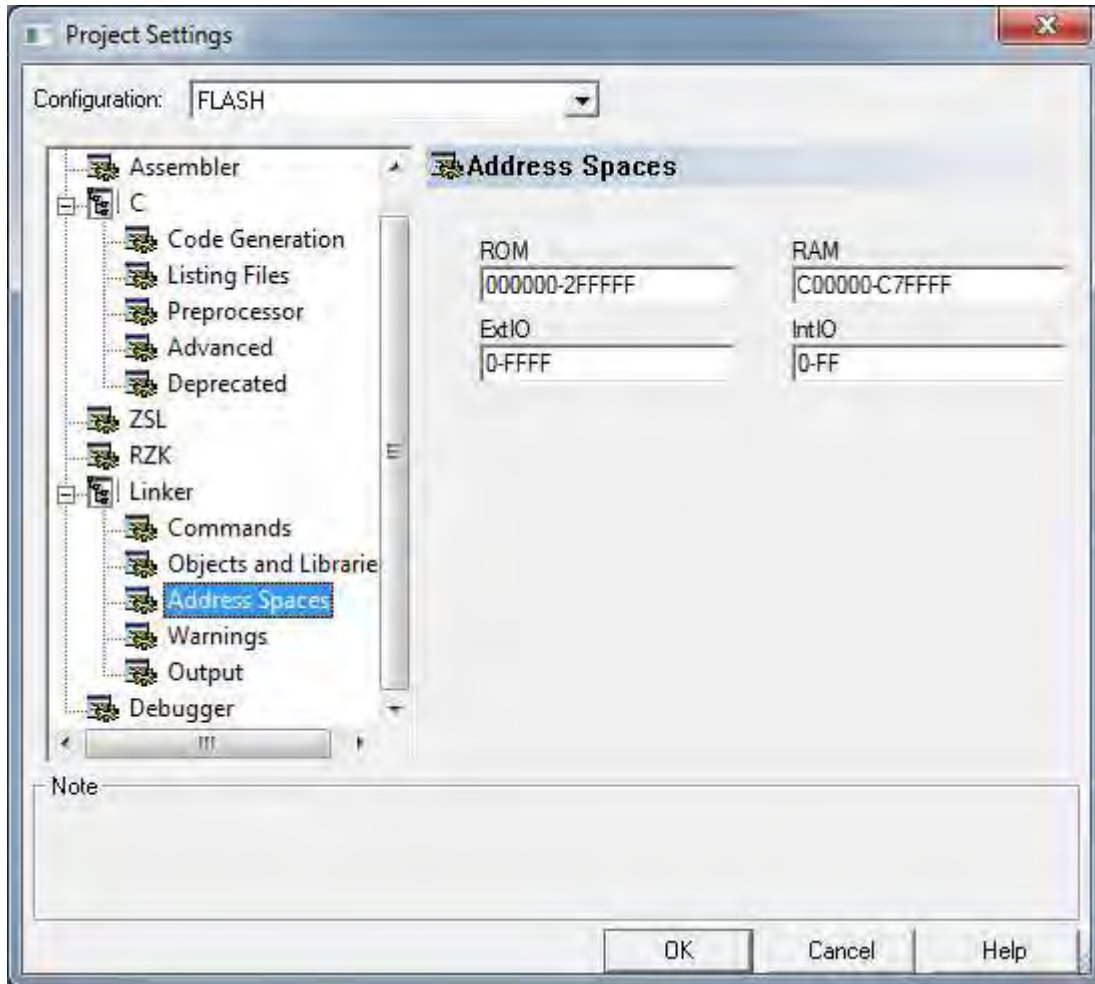 Project Settings
Configuration: FLASH
Assembler
C
Code Generation
Listing Files
Preprocessor
Advanced
Deprecated
ZSL
RZK
Linker
Commands
Objects and Librarie
Address Spaces
Warnings
Output
Debugger
Address Spaces
ROM RAM
000000-2FFFFF C00000-C7FFFF
ExtIO IntIO
0-FFFF 0-FF
Note
OK Cancel Help